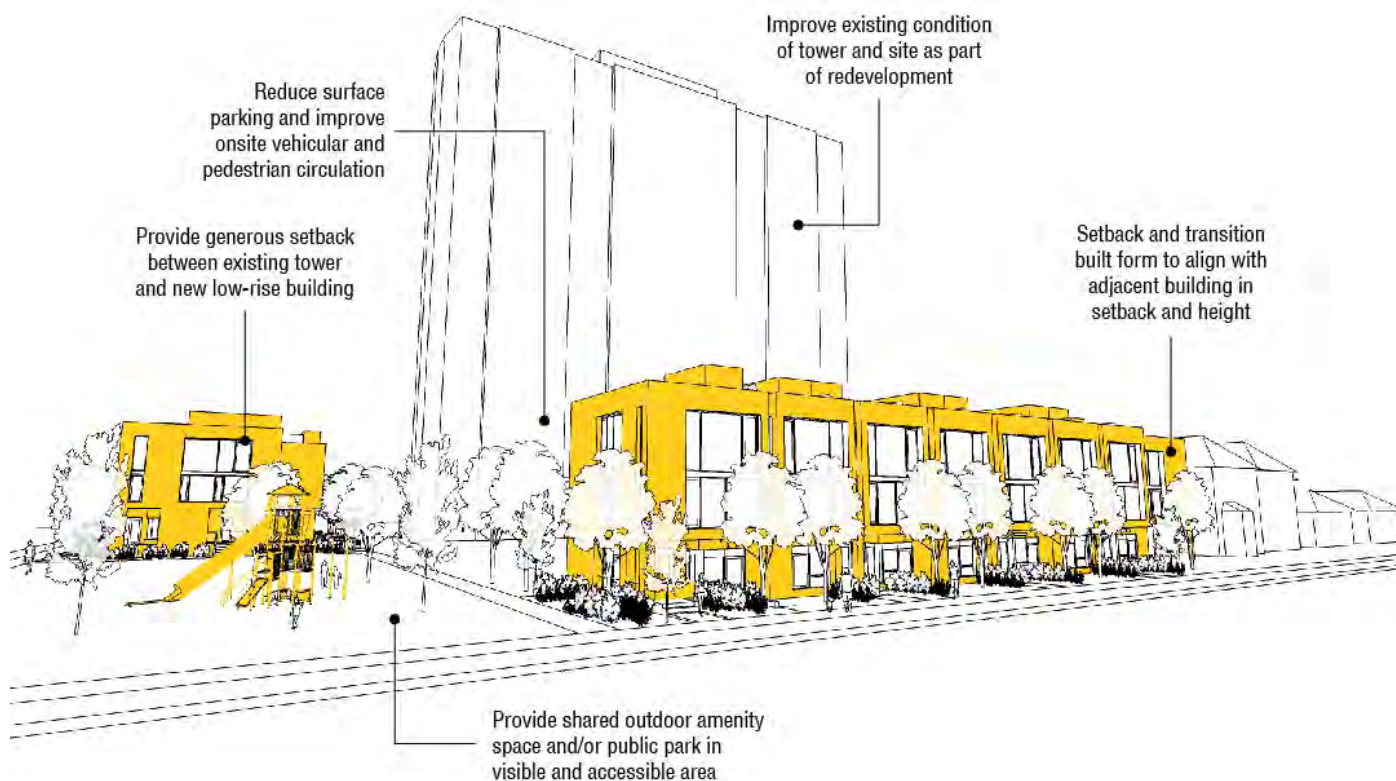 Improve existing condition
of tower and site as part
of redevelopment
Reduce surface
parking and improve
onsite vehicular and
pedestrian circulation
Provide generous setback
between existing tower
and new low-rise building
Setback and transition
built form to align with
adjacent building in
setback and height
Provide shared outdoor amenity
space and/or public park in
visible and accessible area